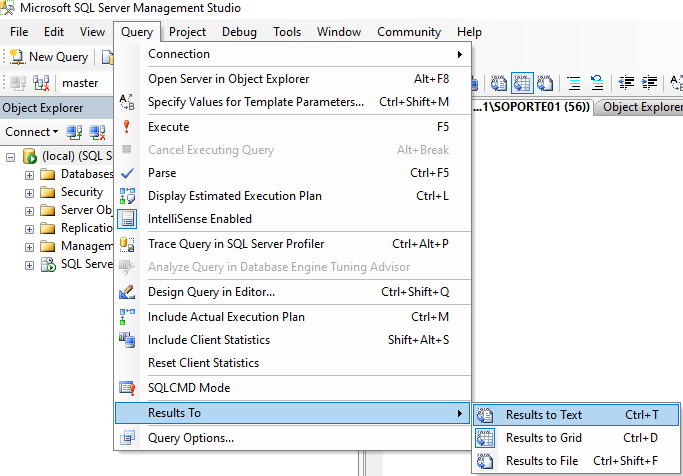 Microsoft SQL Server Management Studio
File Edit View Query Project Debug Tools Window Community Help
New Query
master
Object Explorer
Connect
(local) (SQL S
Databases
Security
Server Ob
Replicatio
Managem
SQL Serve
...1\SOPORTE01 (56))
Object Explorer
Connection
Open Server in Object Explorer Alt+F8
Specify Values for Template Parameters... Ctrl+Shift+M
Execute F5
Cancel Executing Query Alt+Break
Parse Ctrl+F5
Display Estimated Execution Plan Ctrl+L
IntelliSense Enabled
Trace Query in SQL Server Profiler Ctrl+Alt+P
Analyze Query in Database Engine Tuning Advisor
Design Query in Editor... Ctrl+Shift+Q
Include Actual Execution Plan Ctrl+M
Include Client Statistics Shift+Alt+S
Reset Client Statistics
SQLCMD Mode
Results To
Query Options...
Results to Text Ctrl+T
Results to Grid Ctrl+D
Results to File Ctrl+Shift+F